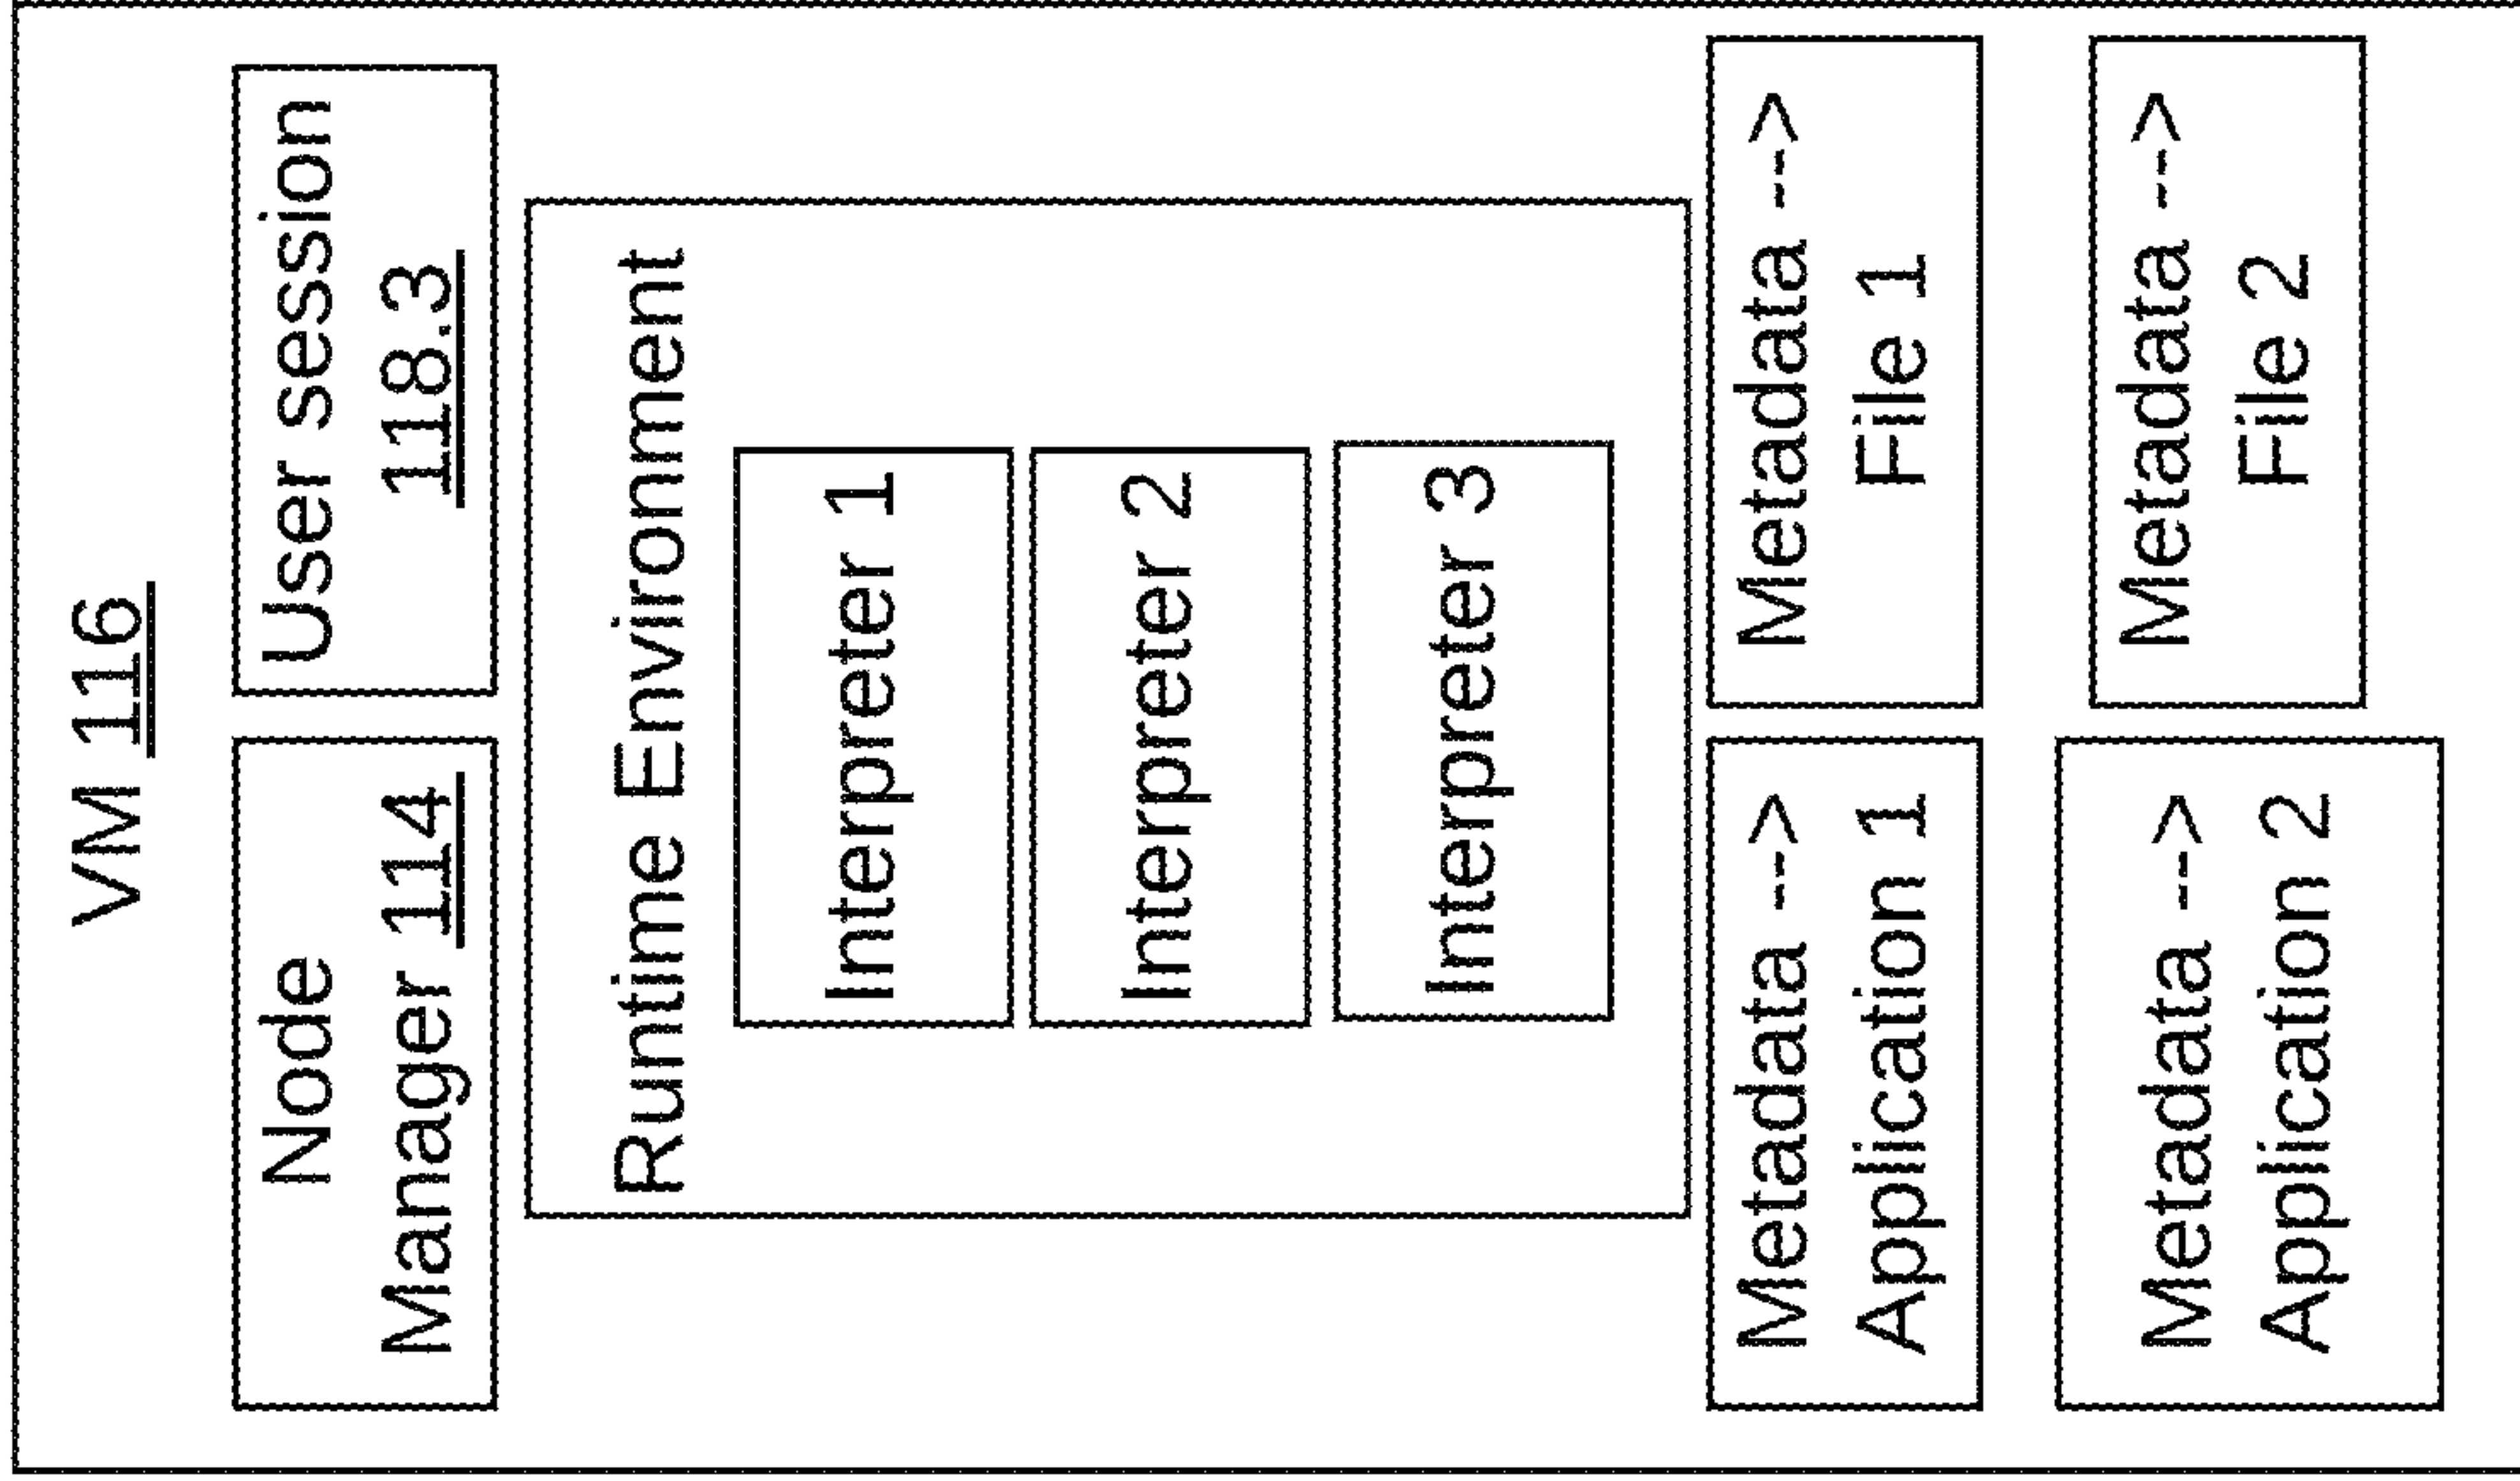 VM 116
Node
Manager 114
User session
118.3
Runtime Environment
Interpreter 1
Interpreter 2
Interpreter 3
Metadata -->
Application 1
Metadata -->
File 1
Metadata -->
Application 2
Metadata -->
File 2